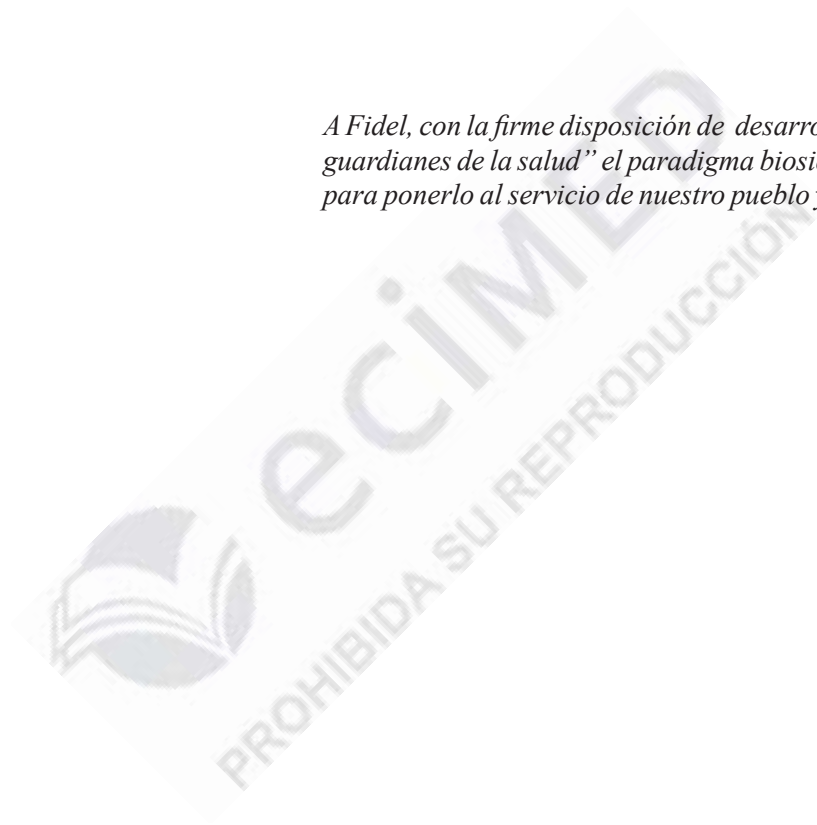 A Fidel, con la firme disposición de desarro
guardianes de la salud” el paradigma biosi
para ponerlo al servicio de nuestro pueblo y
ecimed
PROHIBIDA SU REPRODUCCIÓN